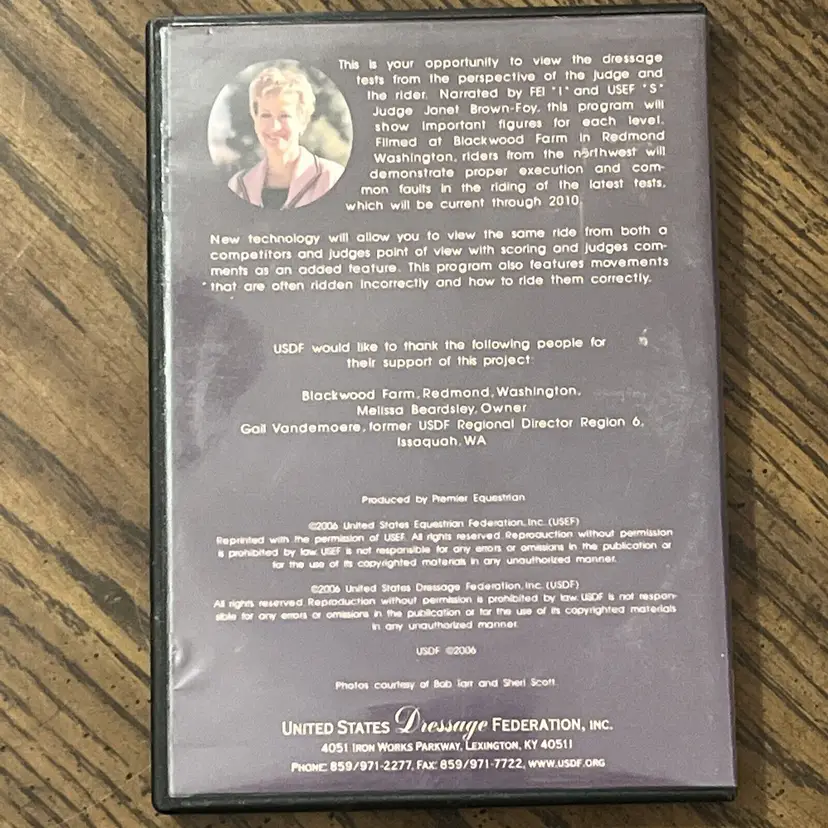 This is your opportunity to view the dressage
tests from the perspective of the judge and
the rider. Narrated by FEI "I" and USEF "S"
Judge Janet Brown-Foy, this program will
show important figures for each level.
Filmed at Blackwood Farm in Redmond
Washington, riders from the northwest will
demonstrate proper execution and com-
mon faults in the riding of the latest tests,
which will be current through 2010.
New technology will allow you to view the same ride from both a
competitors and judges point of view with scoring and judges com-
ments as an added feature. This program also features movements
that are often ridden incorrectly and how to ride them correctly.
USDF would like to thank the following people for
their support of this project:
Blackwood Farm, Redmond, Washington,
Melissa Beardsley, Owner
Gail Vandemoere, former USDF Regional Director Region 6,
Issaquah, WA
Produced by Premier Equestrian
©2006 United States Equestrian Federation, Inc. (USEF)
Reprinted with the permission of USEF. All rights reserved. Reproduction without permission
is prohibited by law. USEF is not responsible for any errors or omissions in the publication or
for the use of its copyrighted materials in any unauthorized manner.
©2006 United States Dressage Federation, Inc. (USDF)
All rights reserved Reproduction without permission is prohibited by law. USDF is not respon-
sible for any errors or omissions in the publication or for the use of its copyrighted materials
in any unauthorized manner.
USDF ©2006
Photos courtesy of Bob Tarr and Sheri Scott
UNITED STATES Dressage FEDERATION, INC.
4051 IRON WORKS PARKWAY, LEXINGTON, KY 40511
PHONE: 859/971-2277, FAX: 859/971-7722, WWW.USDF.ORG